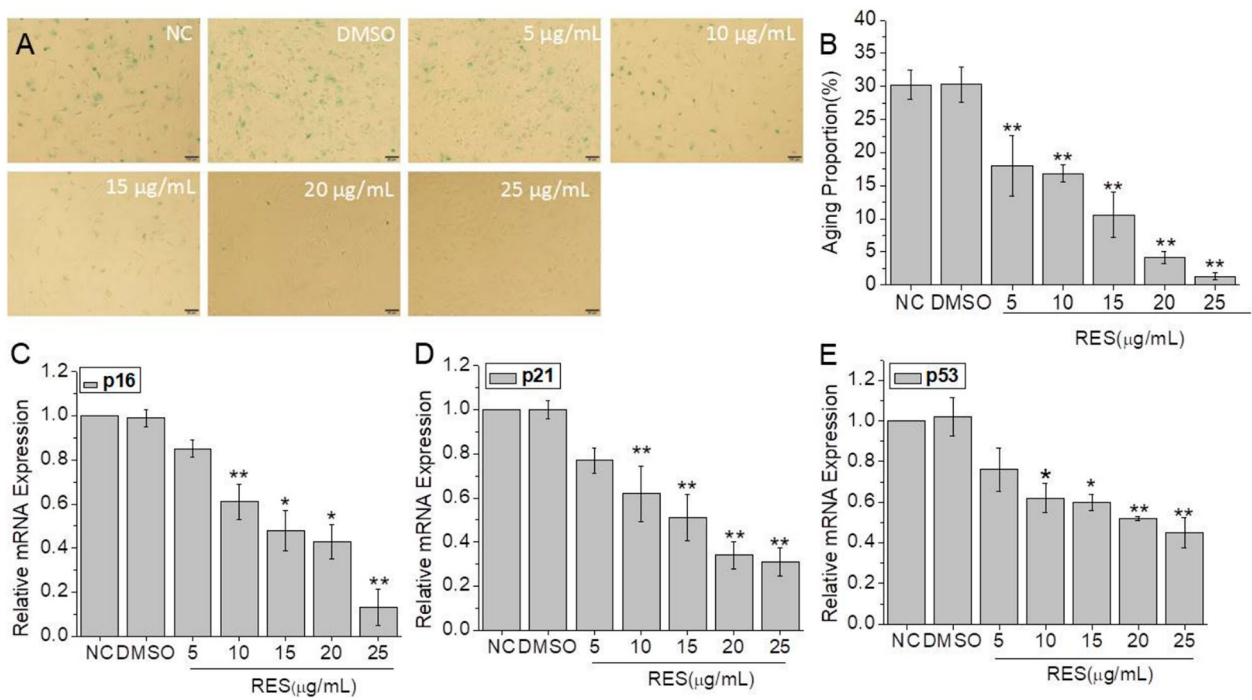 A
NC
DMSO
5 µg/mL
10 µg/mL
15 µg/mL
20 µg/mL
25 µg/mL
B
Aging Proportion(%)
40
35
30
25
20
15
10
5
0
**
**
**
**
**
NC DMSO 5 10 15 20 25
RES(µg/mL)
C
p16
Relative mRNA Expression
1.2
1.0
0.8
0.6
0.4
0.2
0.0
**
*
*
**
NC DMSO 5 10 15 20 25
RES(µg/mL)
D
p21
Relative mRNA Expression
1.2
1.0
0.8
0.6
0.4
0.2
0.0
**
**
**
**
NC DMSO 5 10 15 20 25
RES(µg/mL)
E
p53
Relative mRNA Expression
1.2
1.0
0.8
0.6
0.4
0.2
0.0
*
*
**
**
NC DMSO 5 10 15 20 25
RES(µg/mL)